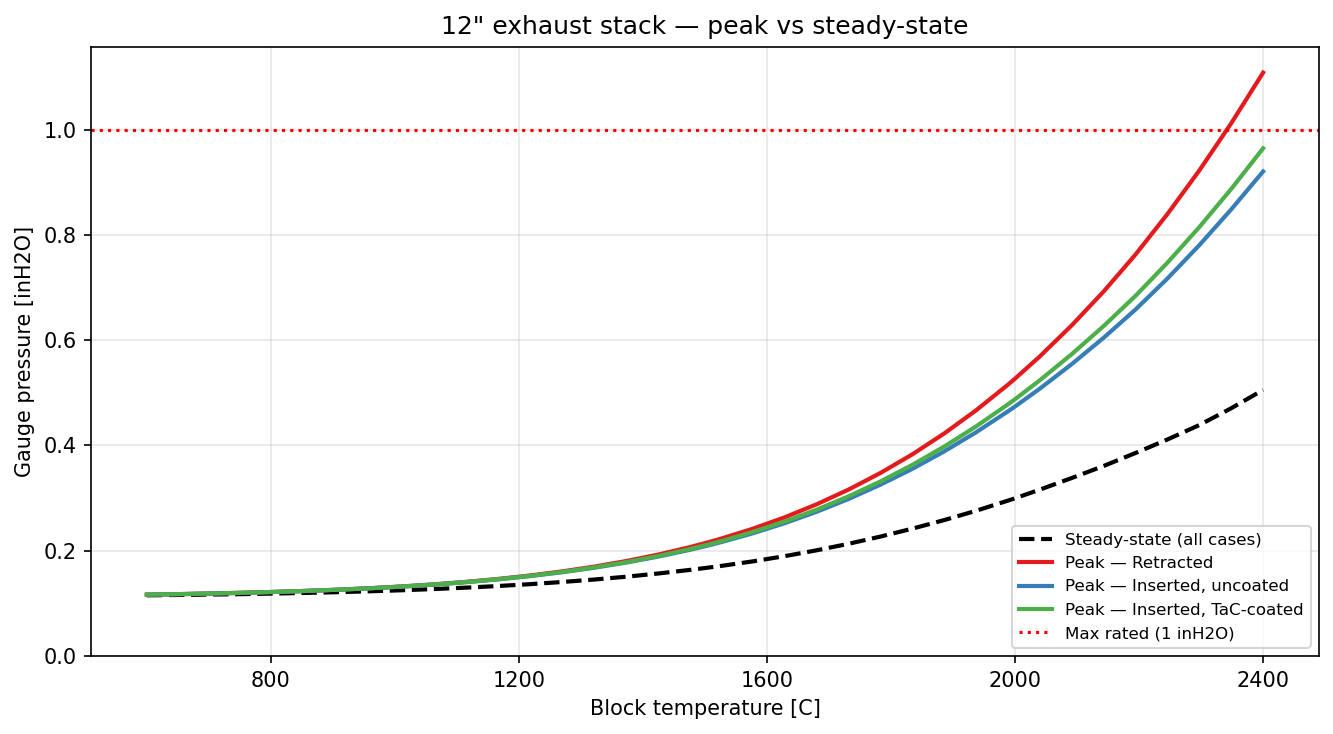 12" exhaust stack — peak vs steady-state
Gauge pressure [inH2O]
1.0
0.8
0.6
0.4
0.2
0.0
800
1200
1600
2000
2400
Block temperature [C]
Steady-state (all cases)
Peak — Retracted
Peak — Inserted, uncoated
Peak — Inserted, TaC-coated
Max rated (1 inH2O)